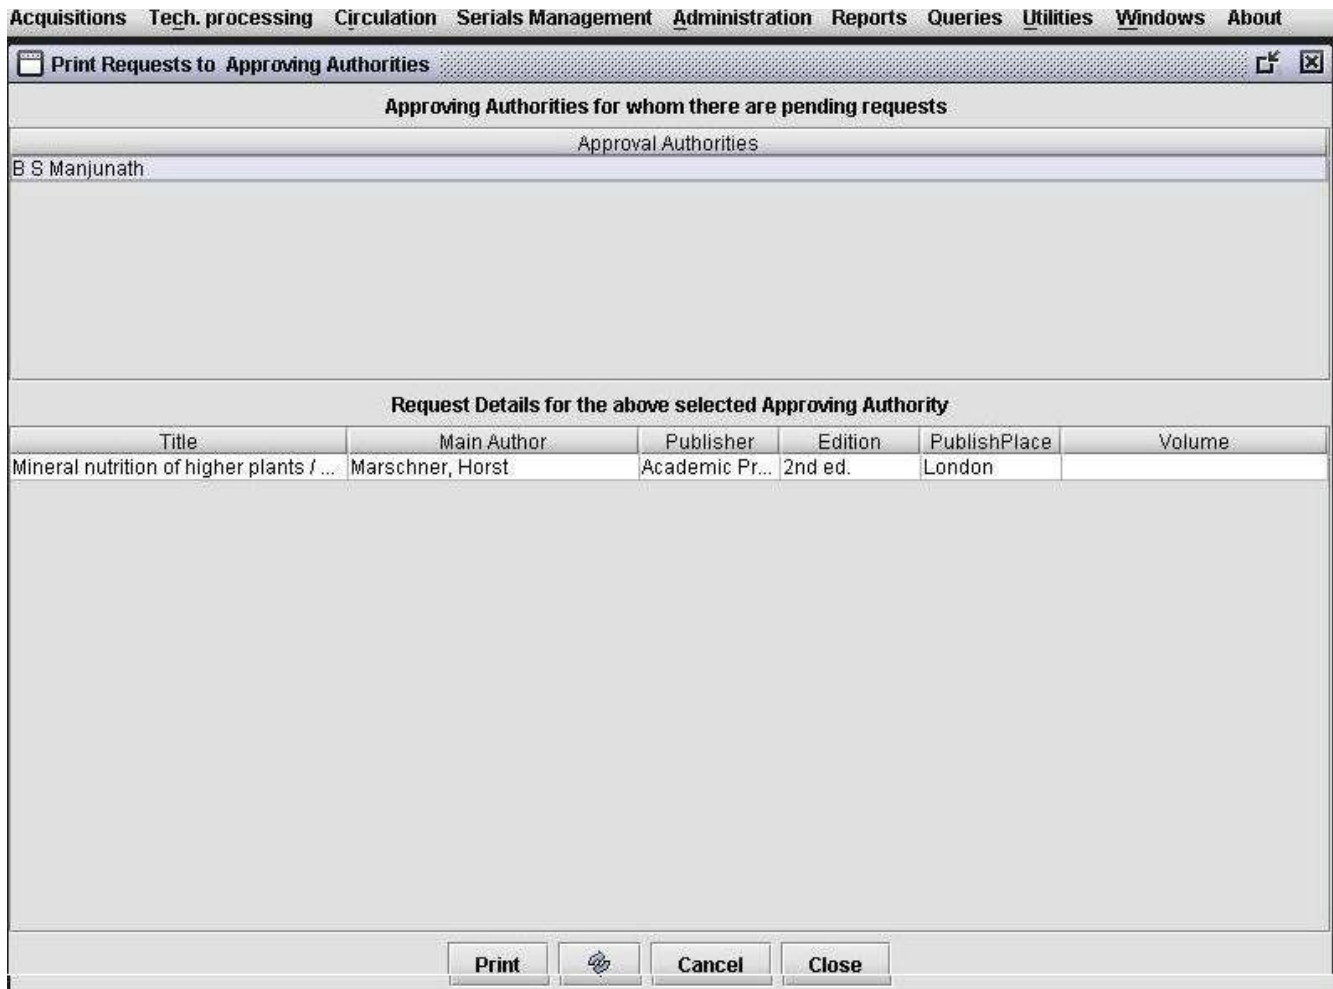 Acquisitions Tech. processing Circulation Serials Management Administration Reports Queries Utilities Windows About
Print Requests to Approving Authorities
Approving Authorities for whom there are pending requests
Approval Authorities
B S Manjunath
Request Details for the above selected Approving Authority
Title Main Author Publisher Edition PublishPlace Volume
Mineral nutrition of higher plants / ... Marschner, Horst Academic Pr... 2nd ed. London
Print Cancel Close